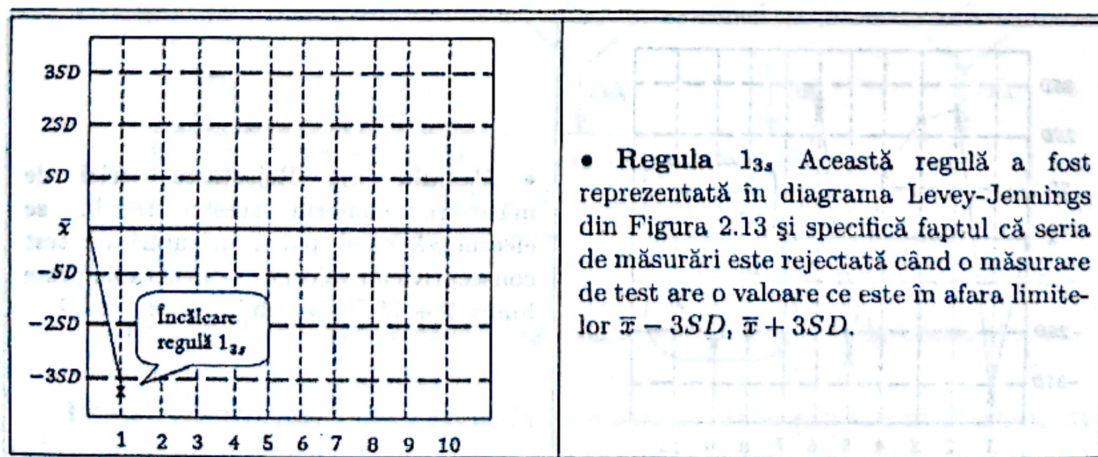 3SD
2SD
SD
x̅
−SD
−2SD
−3SD
Încălcare
regulă 1₃ₛ
1 2 3 4 5 6 7 8 9 10
• Regula 1₃ₛ Această regulă a fost
reprezentată în diagrama Levey-Jennings
din Figura 2.13 şi specifică faptul că seria
de măsurări este rejectată când o măsurare
de test are o valoare ce este în afara limite-
lor x̅ − 3SD, x̅ + 3SD.